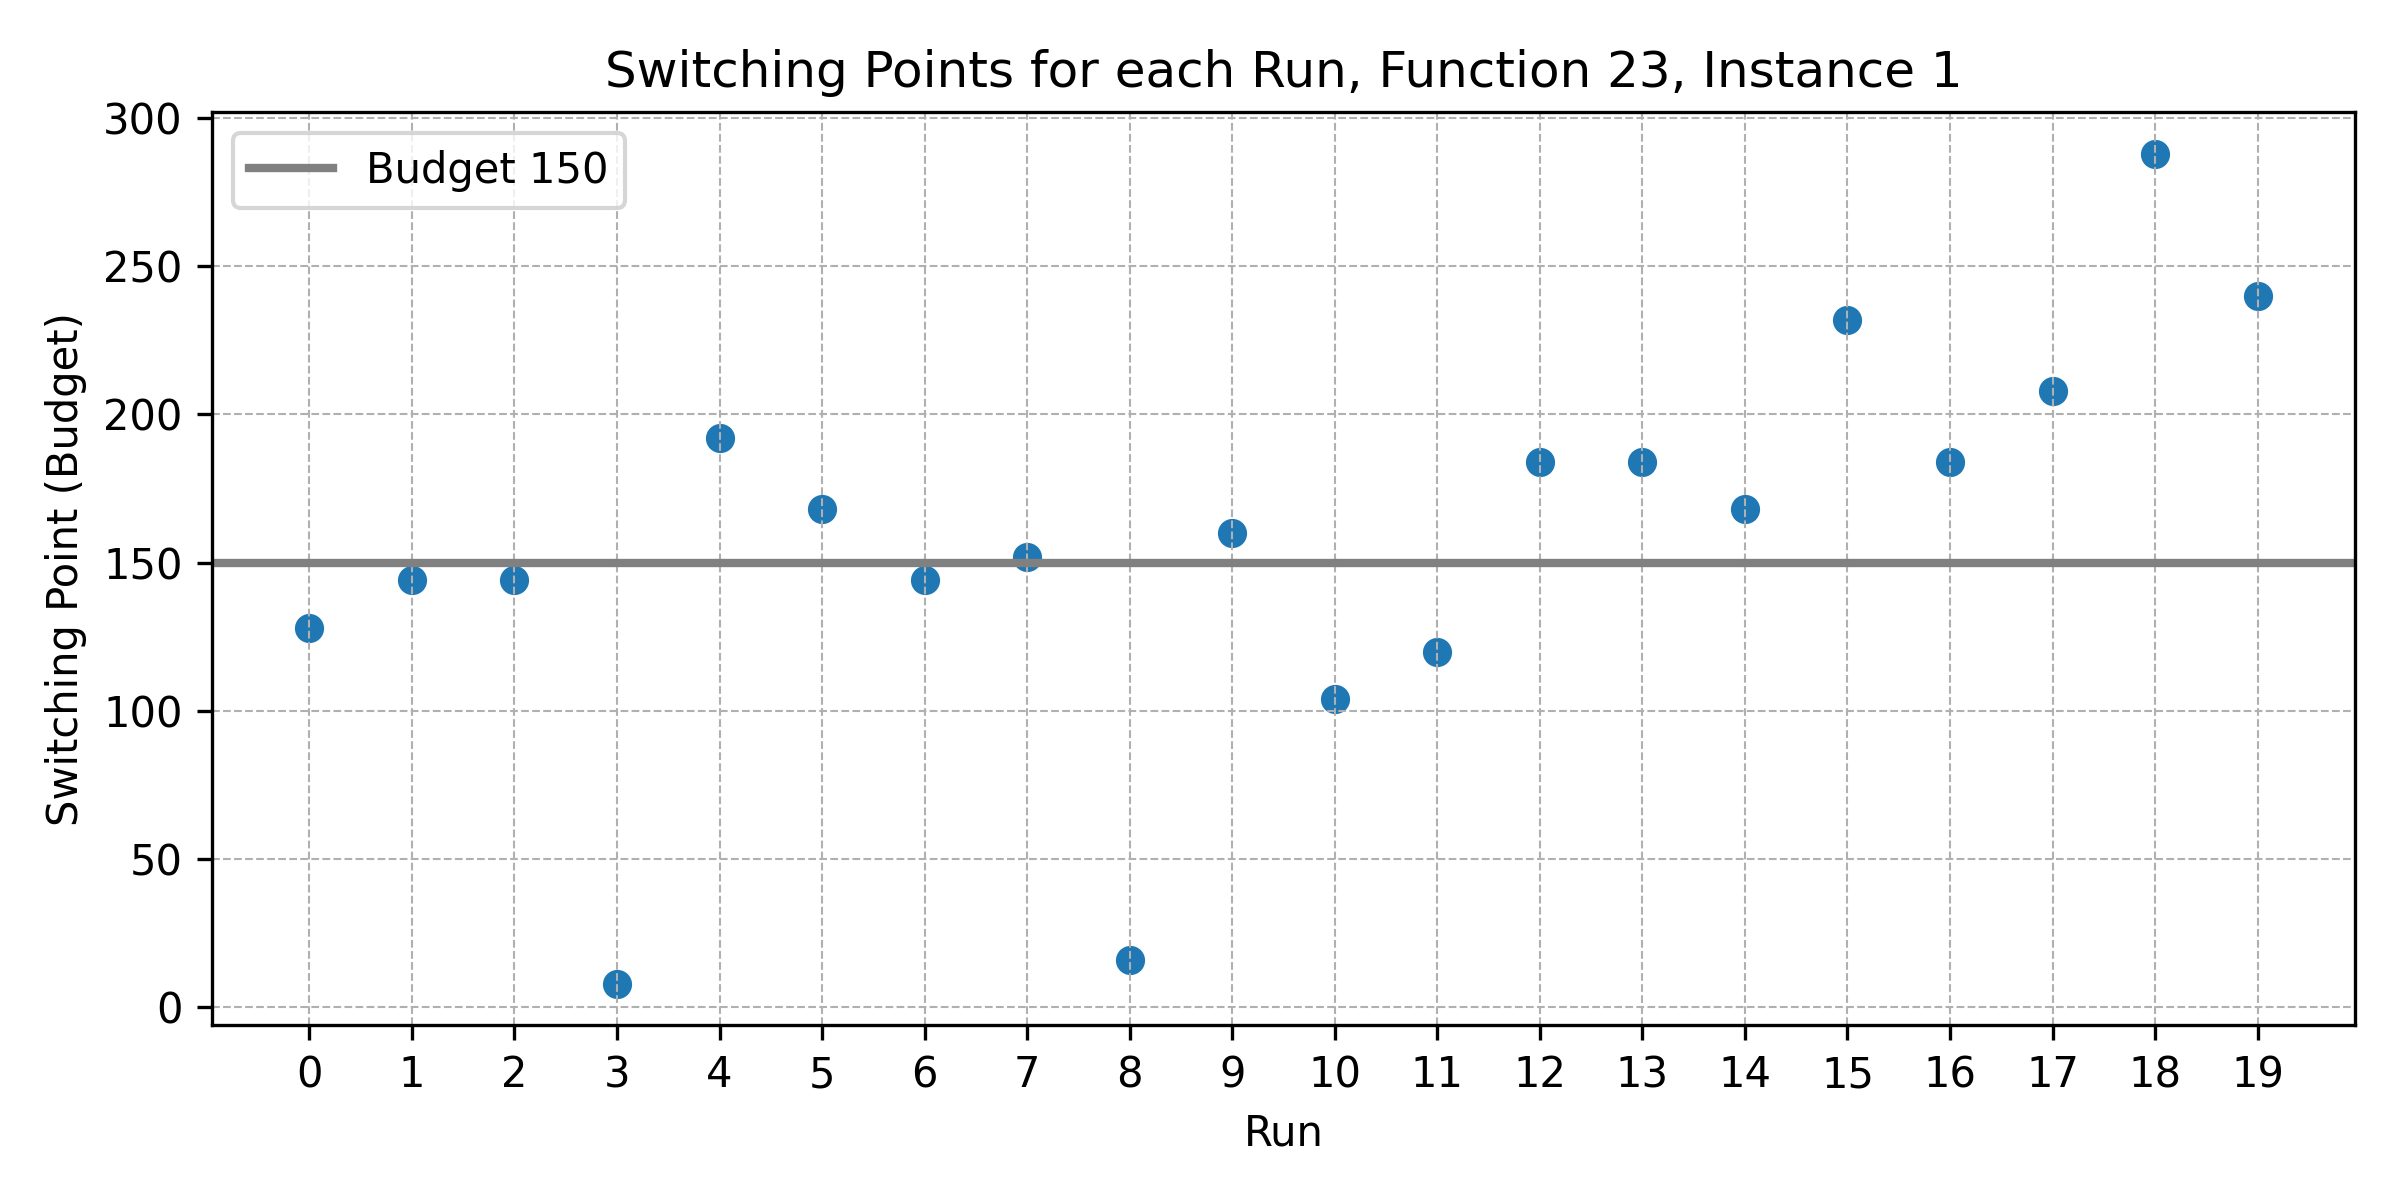 Switching Points for each Run, Function 23, Instance 1
Budget 150
Switching Point (Budget)
300
250
200
150
100
50
0
0 1 2 3 4 5 6 7 8 9 10 11 12 13 14 15 16 17 18 19
Run